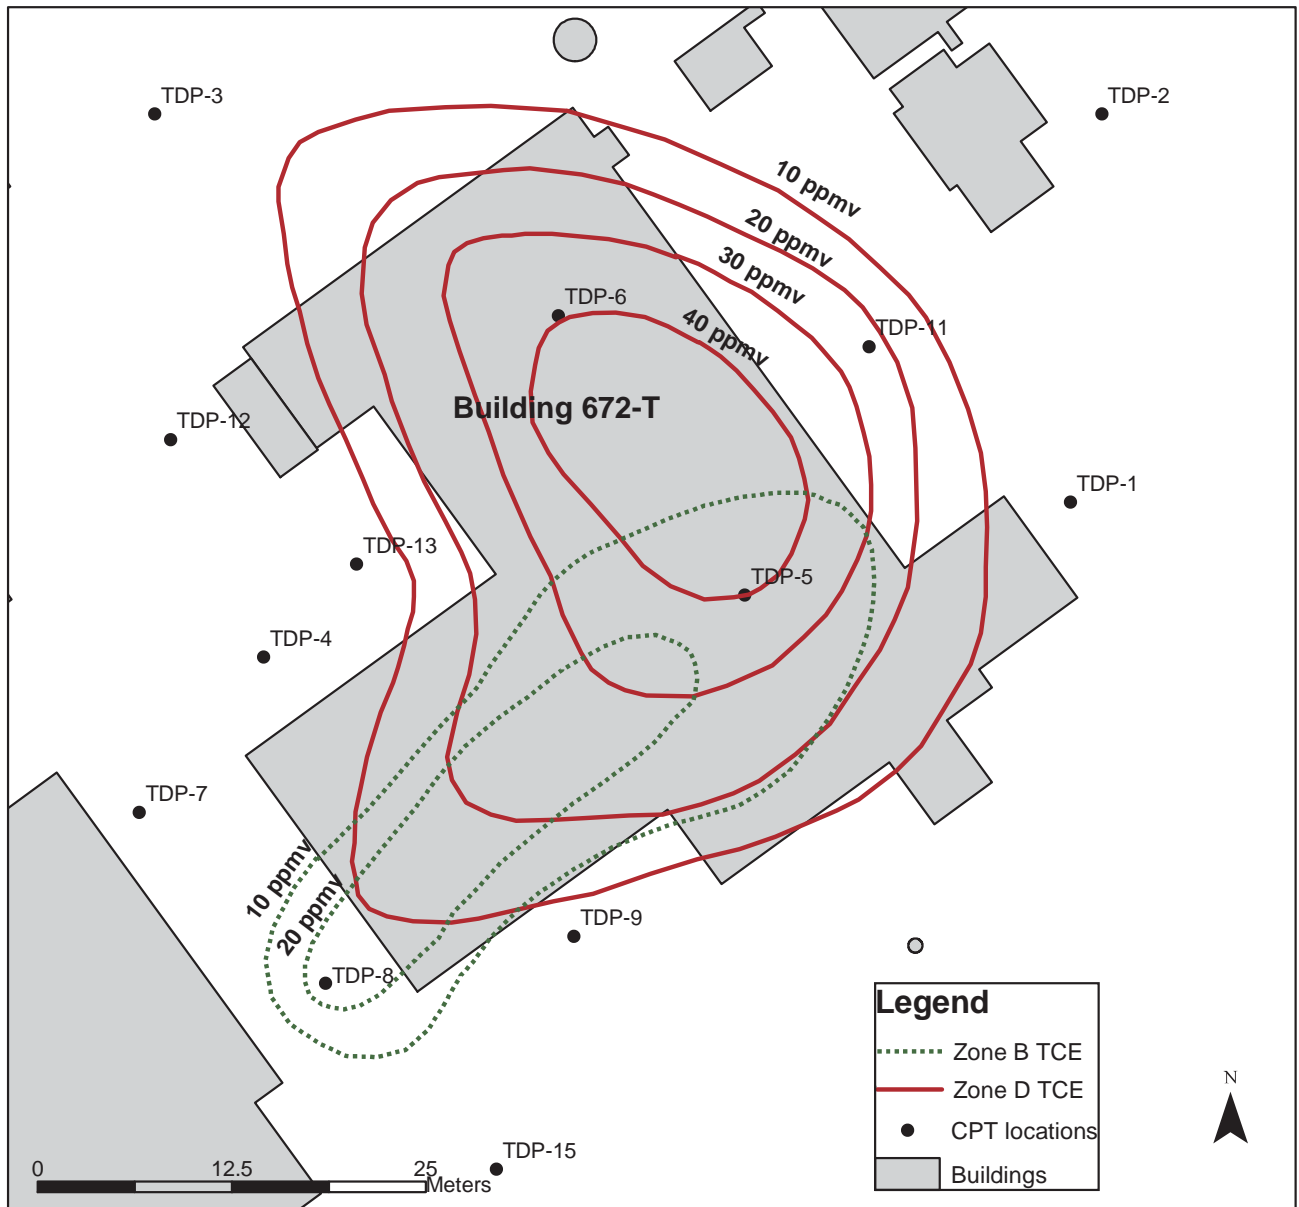 TDP-3
TDP-2
10 ppmv
20 ppmv
30 ppmv
TDP-6
40 ppmv
TDP-11
Building 672-T
TDP-12
TDP-1
TDP-13
TDP-5
TDP-4
TDP-7
10 ppmv
20 ppmv
TDP-9
TDP-8
Legend
Zone B TCE
Zone D TCE
CPT locations
Buildings
N
TDP-15
0 12.5 25
Meters